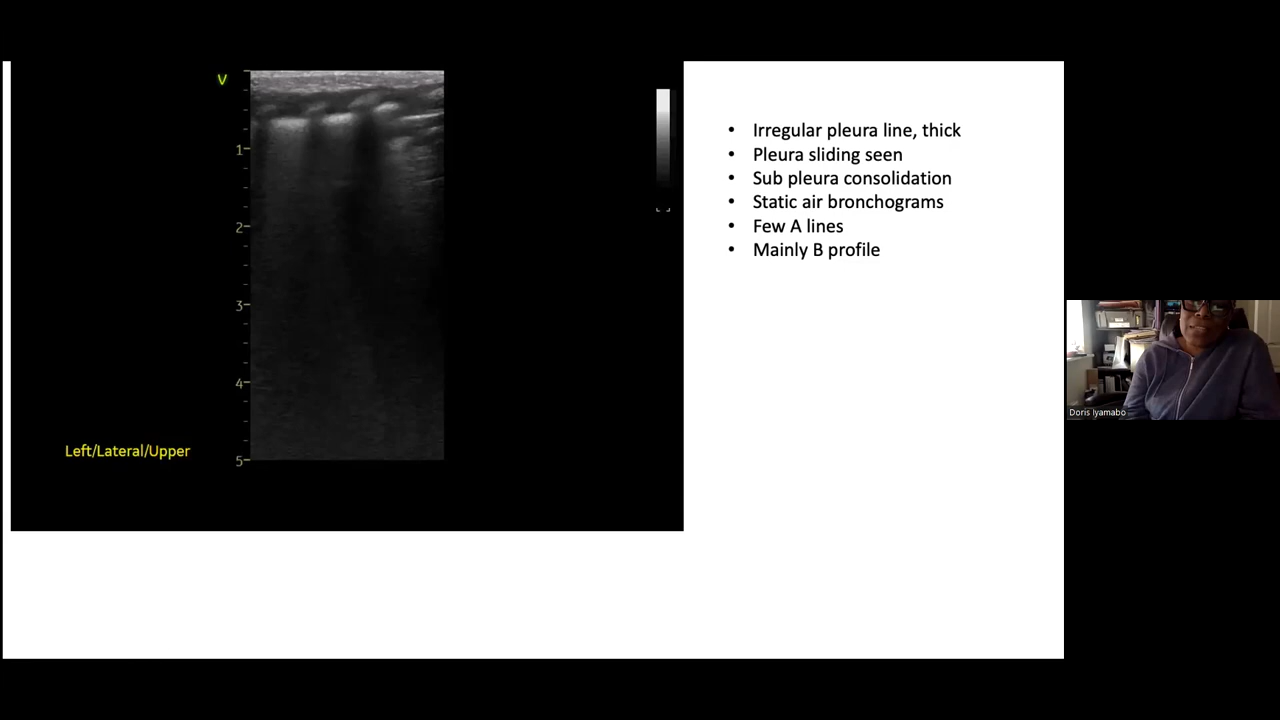 V
1
2
3
4
5
Left/Lateral/Upper
• Irregular pleura line, thick
• Pleura sliding seen
• Sub pleura consolidation
• Static air bronchograms
• Few A lines
• Mainly B profile
Doris Iyamabo